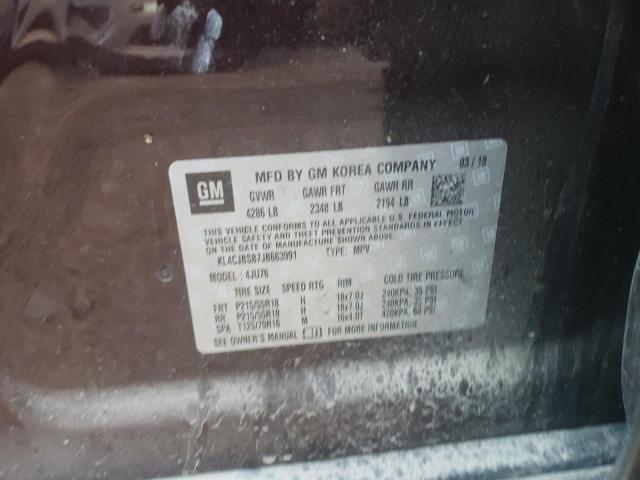 GM
MFD BY GM KOREA COMPANY 03/18
GVWR GAWR FRT GAWR RR
4286 LB 2348 LB 2194 LB
THIS VEHICLE CONFORMS TO ALL APPLICABLE U.S. FEDERAL MOTOR
VEHICLE SAFETY, BUMPER, AND THEFT PREVENTION STANDARDS IN
EFFECT ON THE DATE OF MANUFACTURE SHOWN ABOVE.
KL4CJBSB7JB663991 TYPE: MPV
MODEL: 4JU76
TIRE SIZE SPEED RTG RIM COLD TIRE PRESSURE
FRT P215/55R18 H 18x7.0J 240KPA, 35 PSI
RR P215/55R18 H 18x7.0J 240KPA, 35 PSI
SPA T125/70R16 M 16x4.0T 420KPA, 60 PSI
SEE OWNER'S MANUAL FOR MORE INFORMATION